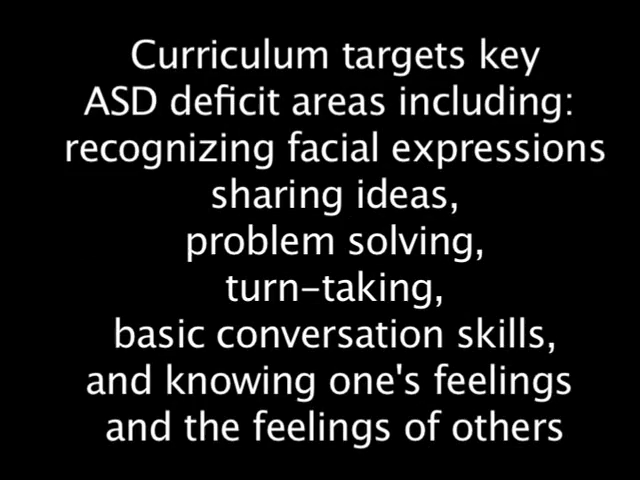 Curriculum targets key
ASD deficit areas including:
recognizing facial expressions
sharing ideas,
problem solving,
turn-taking,
basic conversation skills,
and knowing one's feelings
and the feelings of others